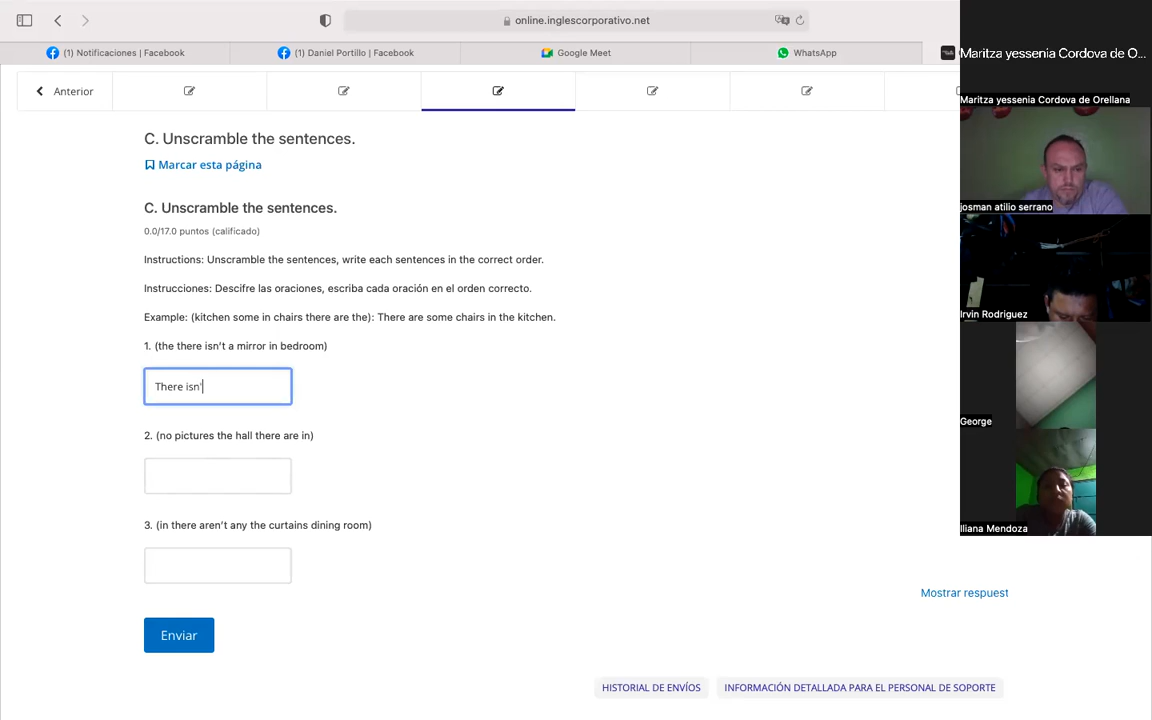 online.inglescorporativo.net
(1) Notificaciones | Facebook
(1) Daniel Portillo | Facebook
Google Meet
WhatsApp
Maritza yessenia Cordova de O...
Anterior
Maritza yessenia Cordova de Orellana
C. Unscramble the sentences.
Marcar esta página
josman atilio serrano
C. Unscramble the sentences.
0.0/17.0 puntos (calificado)
Instructions: Unscramble the sentences, write each sentences in the correct order.
Instrucciones: Descifre las oraciones, escriba cada oración en el orden correcto.
Example: (kitchen some in chairs there are the): There are some chairs in the kitchen.
Irvin Rodriguez
1. (the there isn't a mirror in bedroom)
There isn'
George
2. (no pictures the hall there are in)
3. (in there aren't any the curtains dining room)
Iliana Mendoza
Mostrar respuest
Enviar
HISTORIAL DE ENVÍOS
INFORMACIÓN DETALLADA PARA EL PERSONAL DE SOPORTE